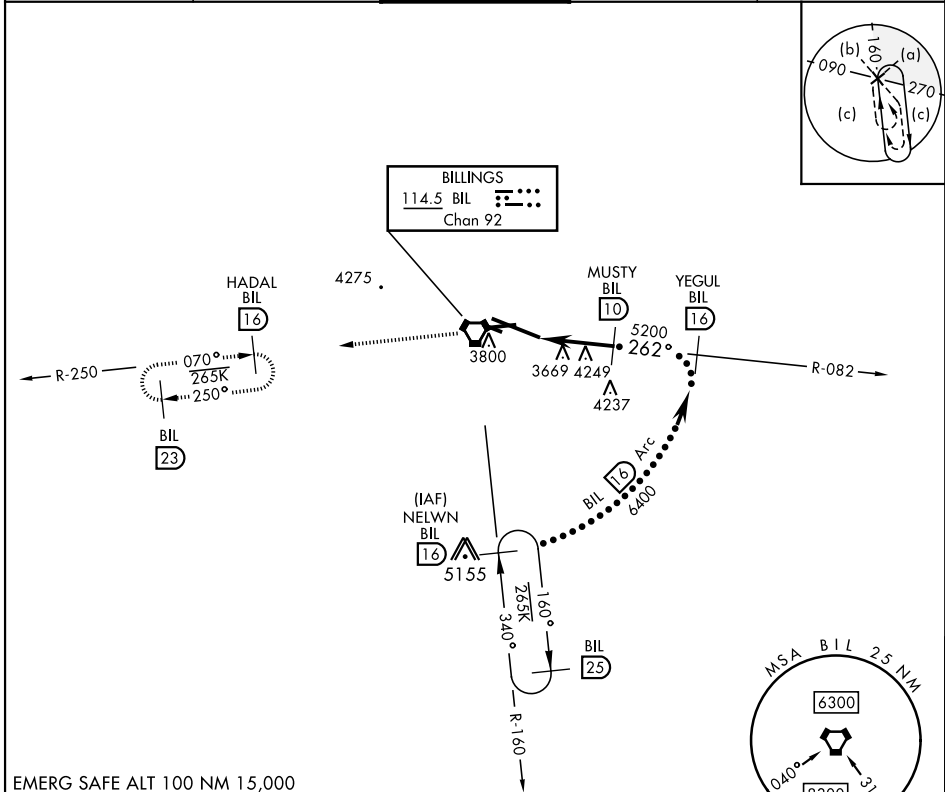 (b)
160
(a)
090
270
(c)
(c)
BILLINGS
114.5 BIL
Chan 92
HADAL
BIL
16
4275
MUSTY
BIL
10
YEGUL
BIL
16
5200
262°
3800
3669
4249
4237
R-250
070°
265K
250°
R-082
BIL
23
BIL 16 Arc
6400
(IAF)
NELWN
BIL
16
5155
265K
160°
340°
BIL
25
R-160
MSA BIL 25 NM
6300
040°
EMERG SAFE ALT 100 NM 15,000